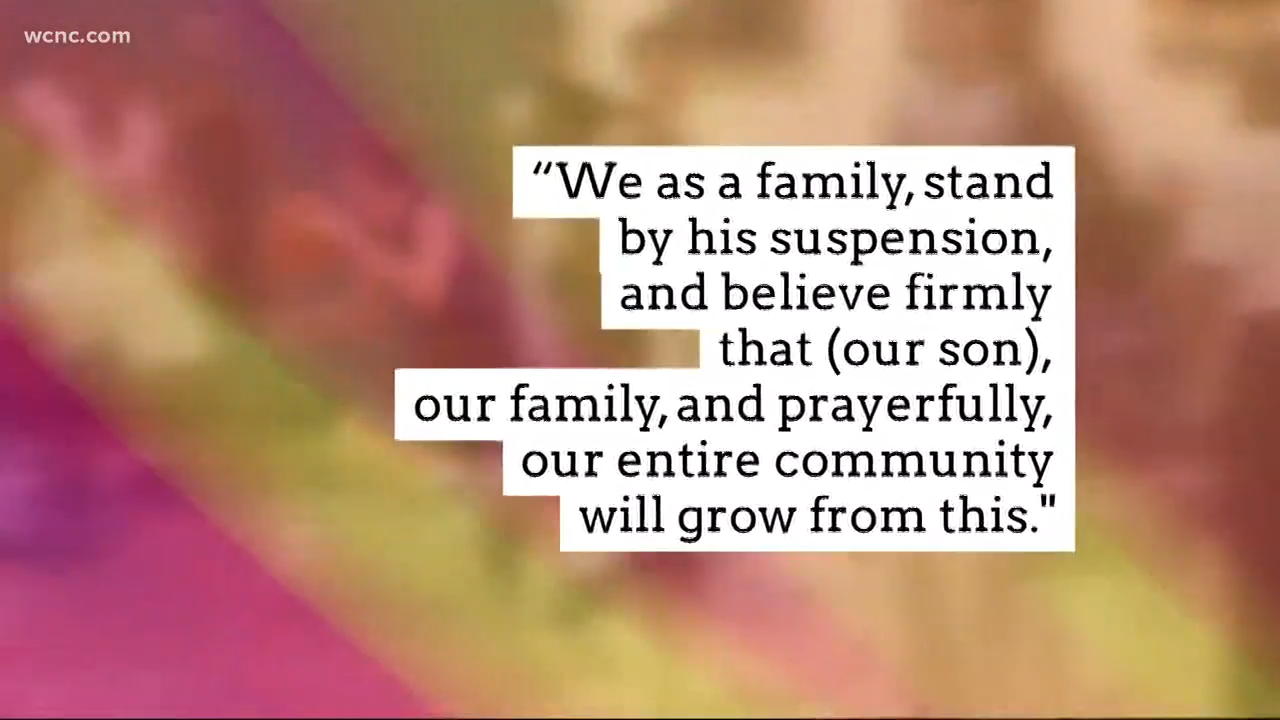 wcnc.com
“We as a family, stand
by his suspension,
and believe firmly
that (our son),
our family, and prayerfully,
our entire community
will grow from this."